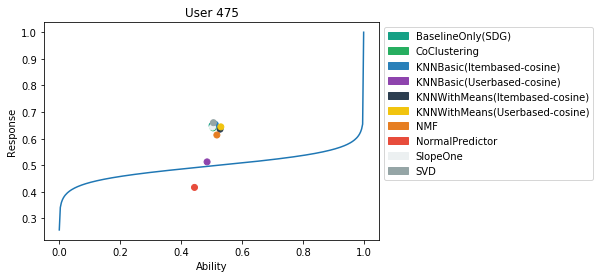 User 475
1.0
0.9
0.8
0.7
0.6
0.5
0.4
0.3
Response
0.0 0.2 0.4 0.6 0.8 1.0
Ability
BaselineOnly(SDG)
CoClustering
KNNBasic(Itembased-cosine)
KNNBasic(Userbased-cosine)
KNNWithMeans(Itembased-cosine)
KNNWithMeans(Userbased-cosine)
NMF
NormalPredictor
SlopeOne
SVD